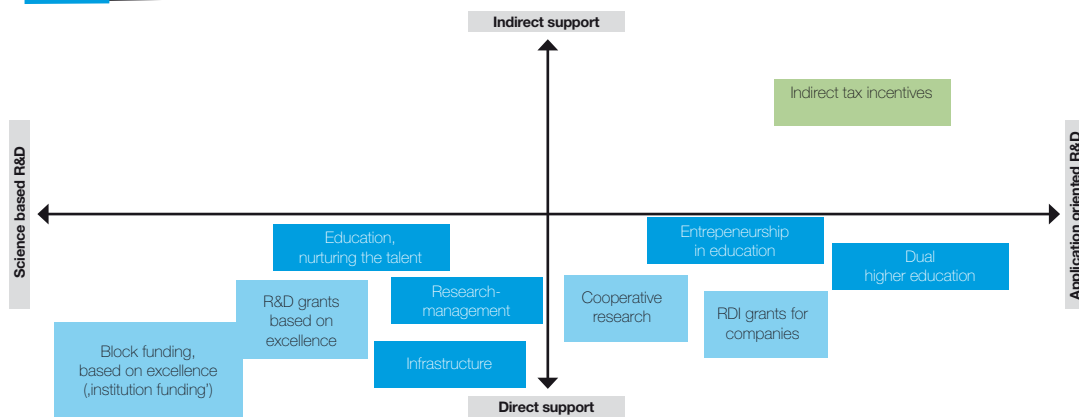 Indirect support
Indirect tax incentives
Science based R&D
Application oriented R&D
Education,
nurturing the talent
Entrepeneurship
in education
Dual
higher education
R&D grants
based on
excellence
Research-
management
Cooperative
research
RDI grants for
companies
Block funding,
based on excellence
(‚institution funding')
Infrastructure
Direct support